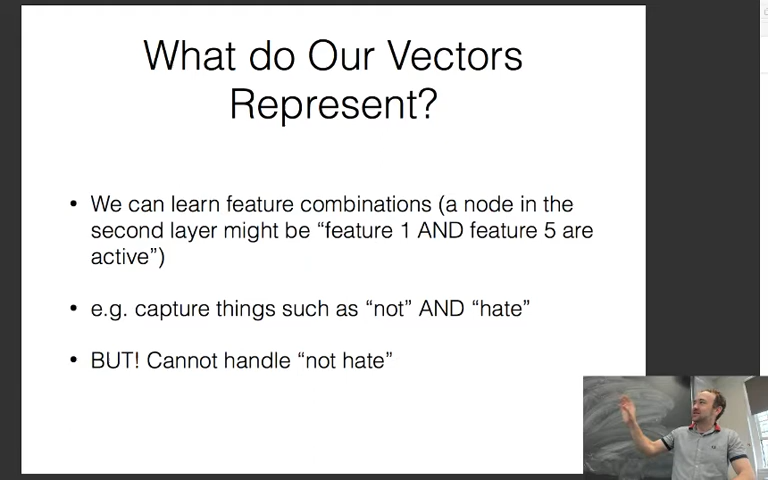 What do Our Vectors
Represent?
• We can learn feature combinations (a node in the
second layer might be “feature 1 AND feature 5 are
active”)
• e.g. capture things such as “not” AND “hate”
• BUT! Cannot handle “not hate”